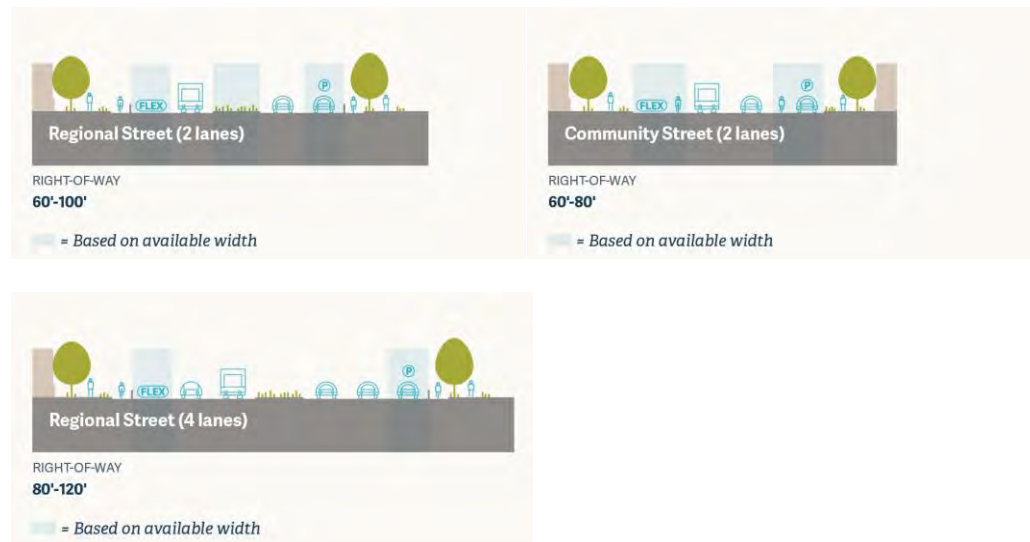 FLEX
P
Regional Street (2 lanes)
RIGHT-OF-WAY
60'-100'
= Based on available width
FLEX
P
Community Street (2 lanes)
RIGHT-OF-WAY
60'-80'
= Based on available width
P
FLEX
Regional Street (4 lanes)
RIGHT-OF-WAY
80'-120'
= Based on available width